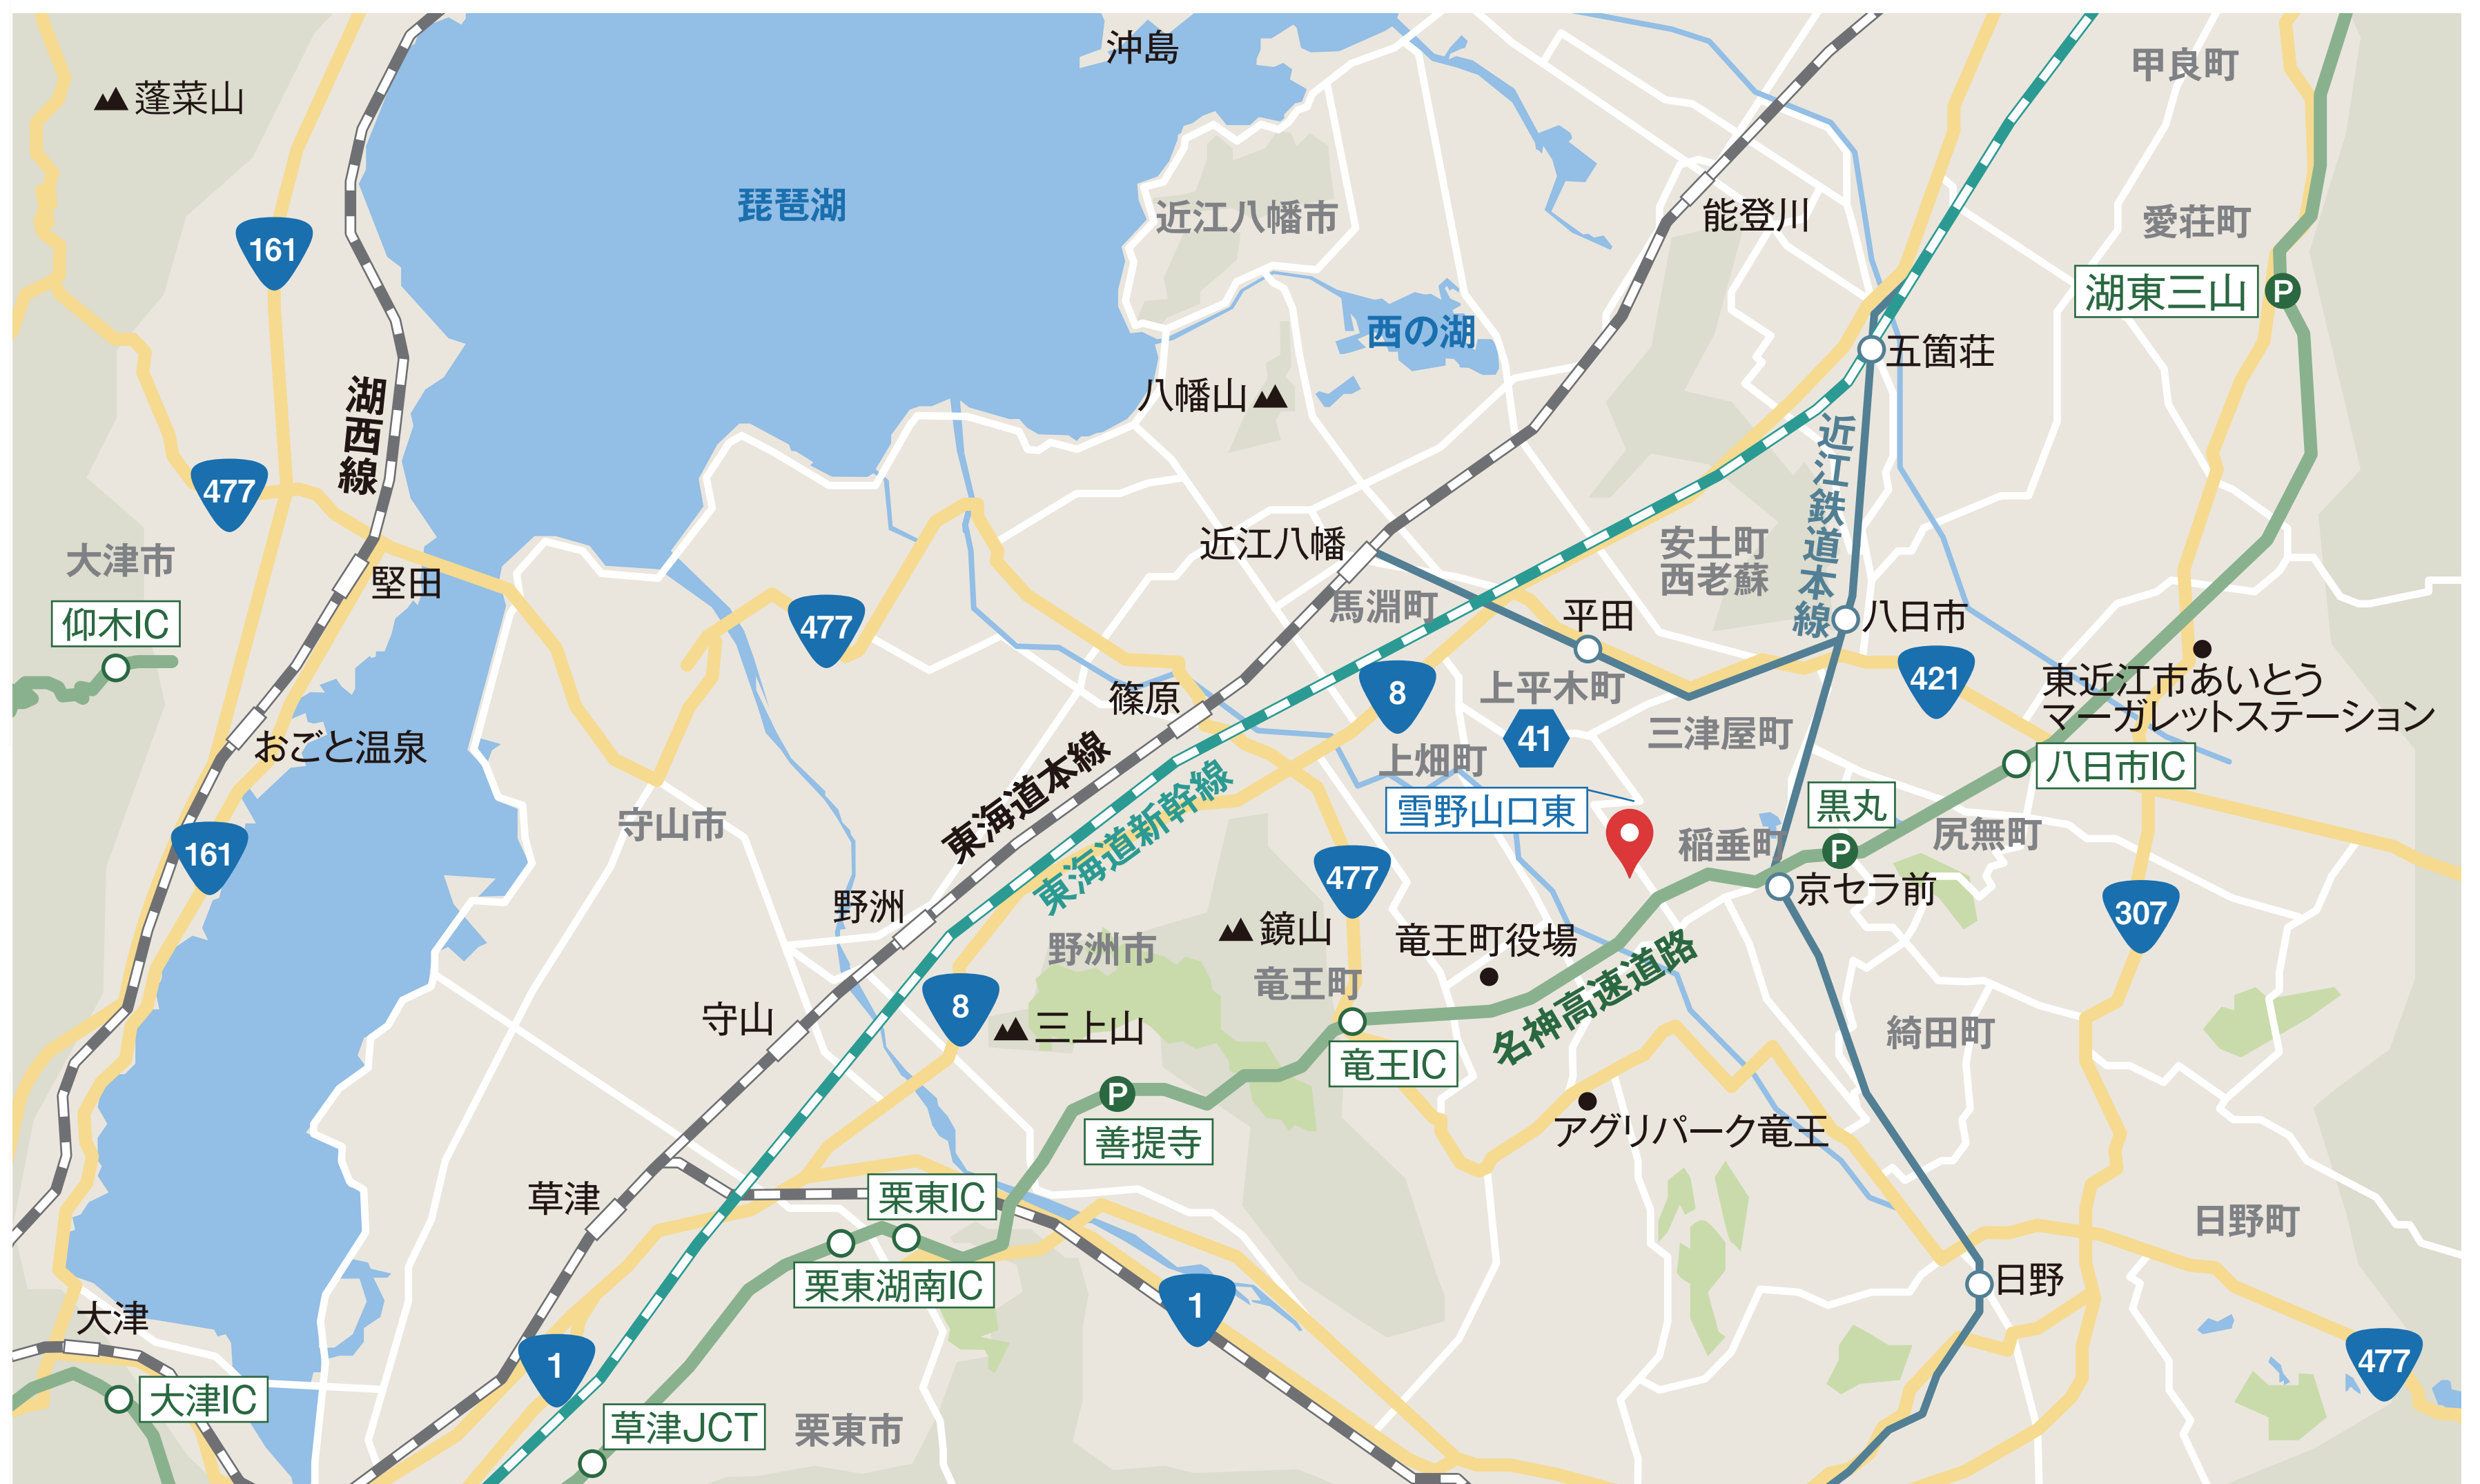 沖島
甲良町
蓬菜山
琵琶湖
近江八幡市
能登川
愛荘町
161
湖東三山
P
西の湖
五箇荘
八幡山
湖西線
近江鉄道本線
477
大津市
近江八幡
安土町
西老蘇
堅田
仰木IC
馬淵町
平田
八日市
477
篠原
8
上平木町
421
東近江市あいとう
マーガレットステーション
おごと温泉
41
三津屋町
上畑町
八日市IC
東海道本線
東海道新幹線
雪野山口東
黒丸
P
守山市
稲垂町
尻無町
161
477
京セラ前
野洲
307
鏡山
竜王町役場
野洲市
竜王町
名神高速道路
8
守山
三上山
綺田町
竜王IC
P
善提寺
アグリパーク竜王
草津
栗東IC
日野町
栗東湖南IC
日野
大津
1
1
477
大津IC
草津JCT
栗東市